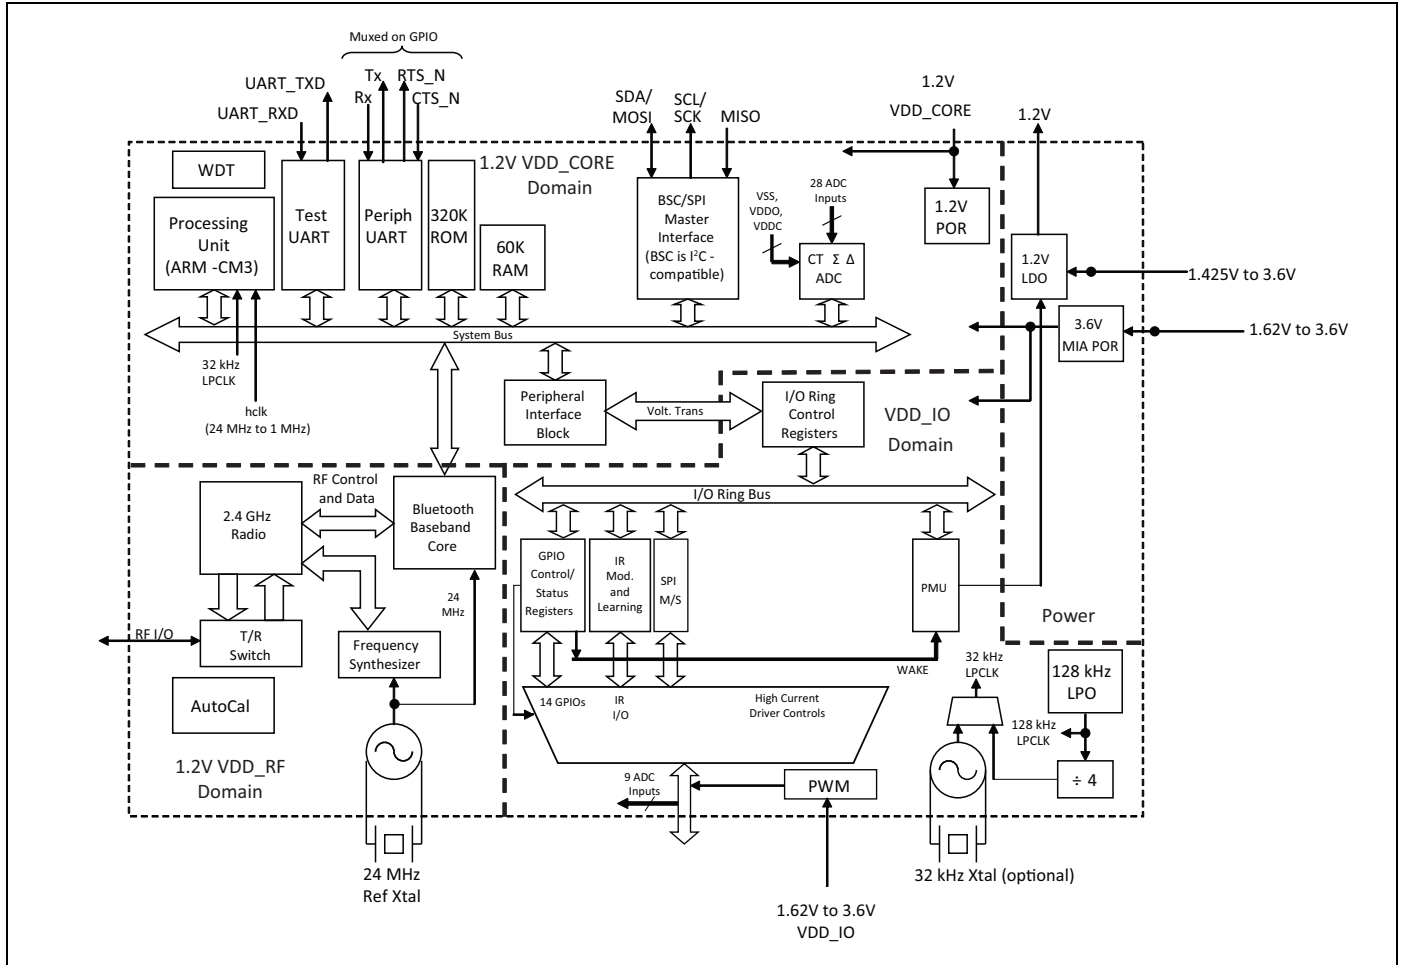 Muxed on GPIO
UART_TXD
Tx
RTS_N
UART_RXD
Rx
CTS_N
SDA/
MOSI
SCL/
SCK
MISO
1.2V
VDD_CORE
1.2V
WDT
1.2V VDD_CORE
Domain
Processing
Unit
(ARM -CM3)
Test
UART
Periph
UART
320K
ROM
60K
RAM
BSC/SPI
Master
Interface
(BSC is I²C -
compatible)
VSS,
VDDO,
VDDC
28 ADC
Inputs
CT Σ Δ
ADC
1.2V
POR
1.2V
LDO
1.425V to 3.6V
3.6V
MIA POR
1.62V to 3.6V
System Bus
32 kHz
LPCLK
hclk
(24 MHz to 1 MHz)
Peripheral
Interface
Block
Volt. Trans
I/O Ring
Control
Registers
VDD_IO
Domain
RF Control
and Data
2.4 GHz
Radio
Bluetooth
Baseband
Core
I/O Ring Bus
GPIO
Control/
Status
Registers
IR
Mod.
and
Learning
SPI
M/S
PMU
24
MHz
Power
RF I/O
T/R
Switch
Frequency
Synthesizer
WAKE
32 kHz
LPCLK
128 kHz
LPO
AutoCal
14 GPIOs
IR
I/O
High Current
Driver Controls
128 kHz
LPCLK
1.2V VDD_RF
Domain
9 ADC
Inputs
PWM
÷ 4
24 MHz
Ref Xtal
32 kHz Xtal (optional)
1.62V to 3.6V
VDD_IO